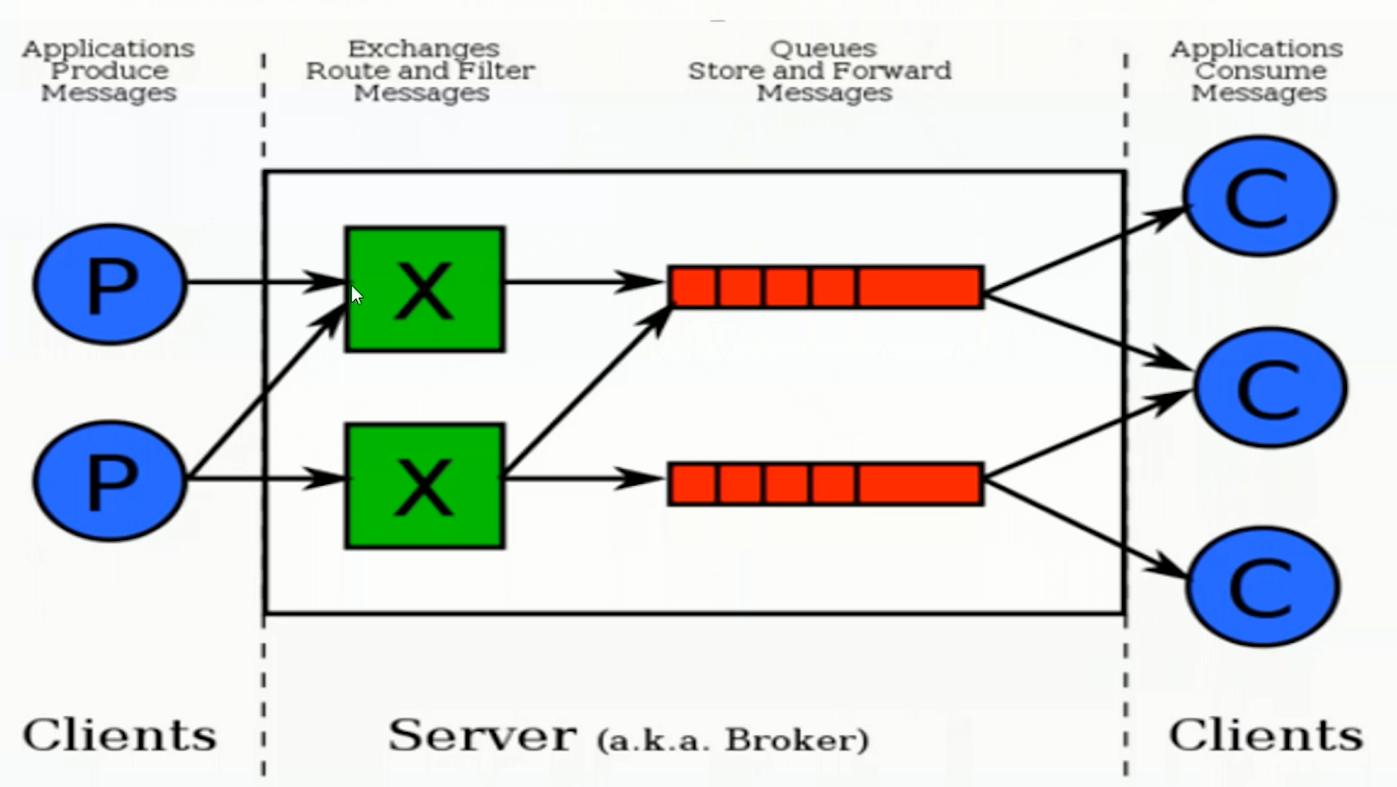 Applications
Produce
Messages
Exchanges
Route and Filter
Messages
Queues
Store and Forward
Messages
Applications
Consume
Messages
P
P
X
X
C
C
C
Clients
Server (a.k.a. Broker)
Clients